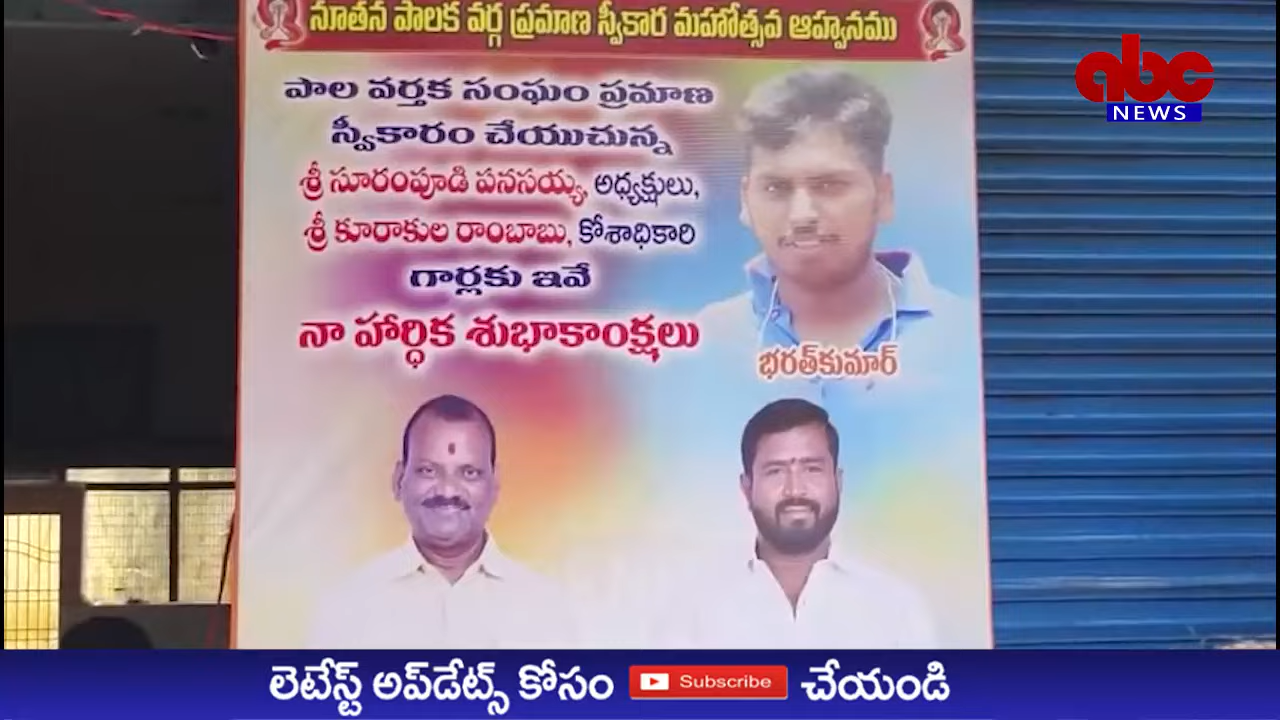 నూతన పాలక వర్గ ప్రమాణ స్వీకార మహోత్సవ ఆహ్వానము
abc
NEWS
పాల వర్తక సంఘం ప్రమాణ
స్వీకారం చేయుచున్న
శ్రీ సూరంపూడి పనసయ్య, అధ్యక్షులు,
శ్రీ కూరాకుల రాంబాబు, కోశాధికారి
గార్లకు ఇవే
నా హార్ధిక శుభాకాంక్షలు
భరత్‌కుమార్
లెటేస్ట్ అప్‌డేట్స్ కోసం Subscribe చేయండి